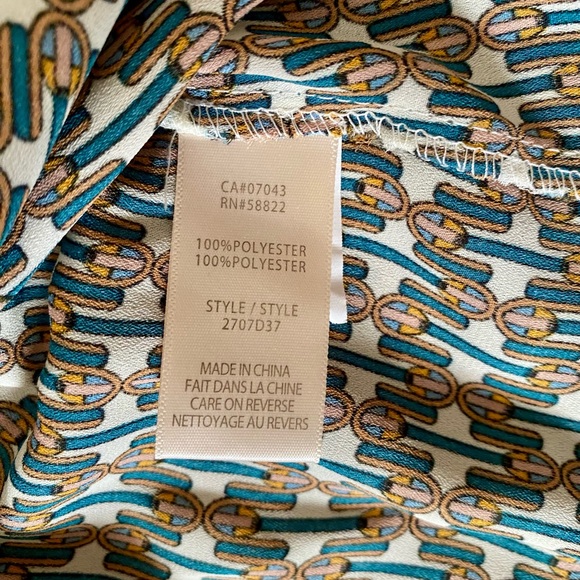 CA#07043
RN#58822
100%POLYESTER
100%POLYESTER
STYLE / STYLE
2707D37
MADE IN CHINA
FAIT DANS LA CHINE
CARE ON REVERSE
NETTOYAGE AU REVERS